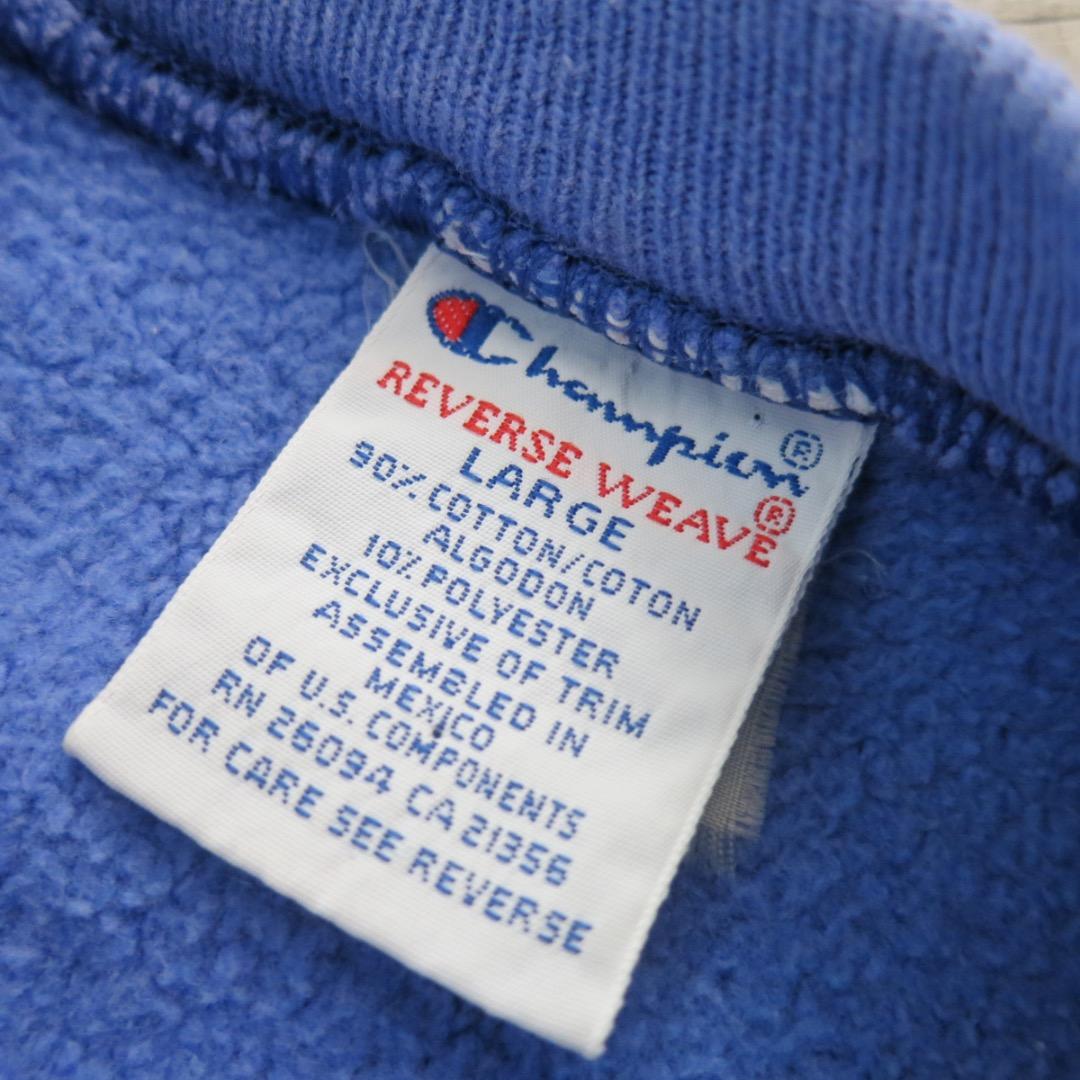 Champion®
REVERSE WEAVE®
LARGE
90% COTTON/COTON
ALGODON
10% POLYESTER
EXCLUSIVE OF TRIM
ASSEMBLED IN
MEXICO
OF U.S. COMPONENTS
RN 26094 CA 21356
FOR CARE SEE REVERSE